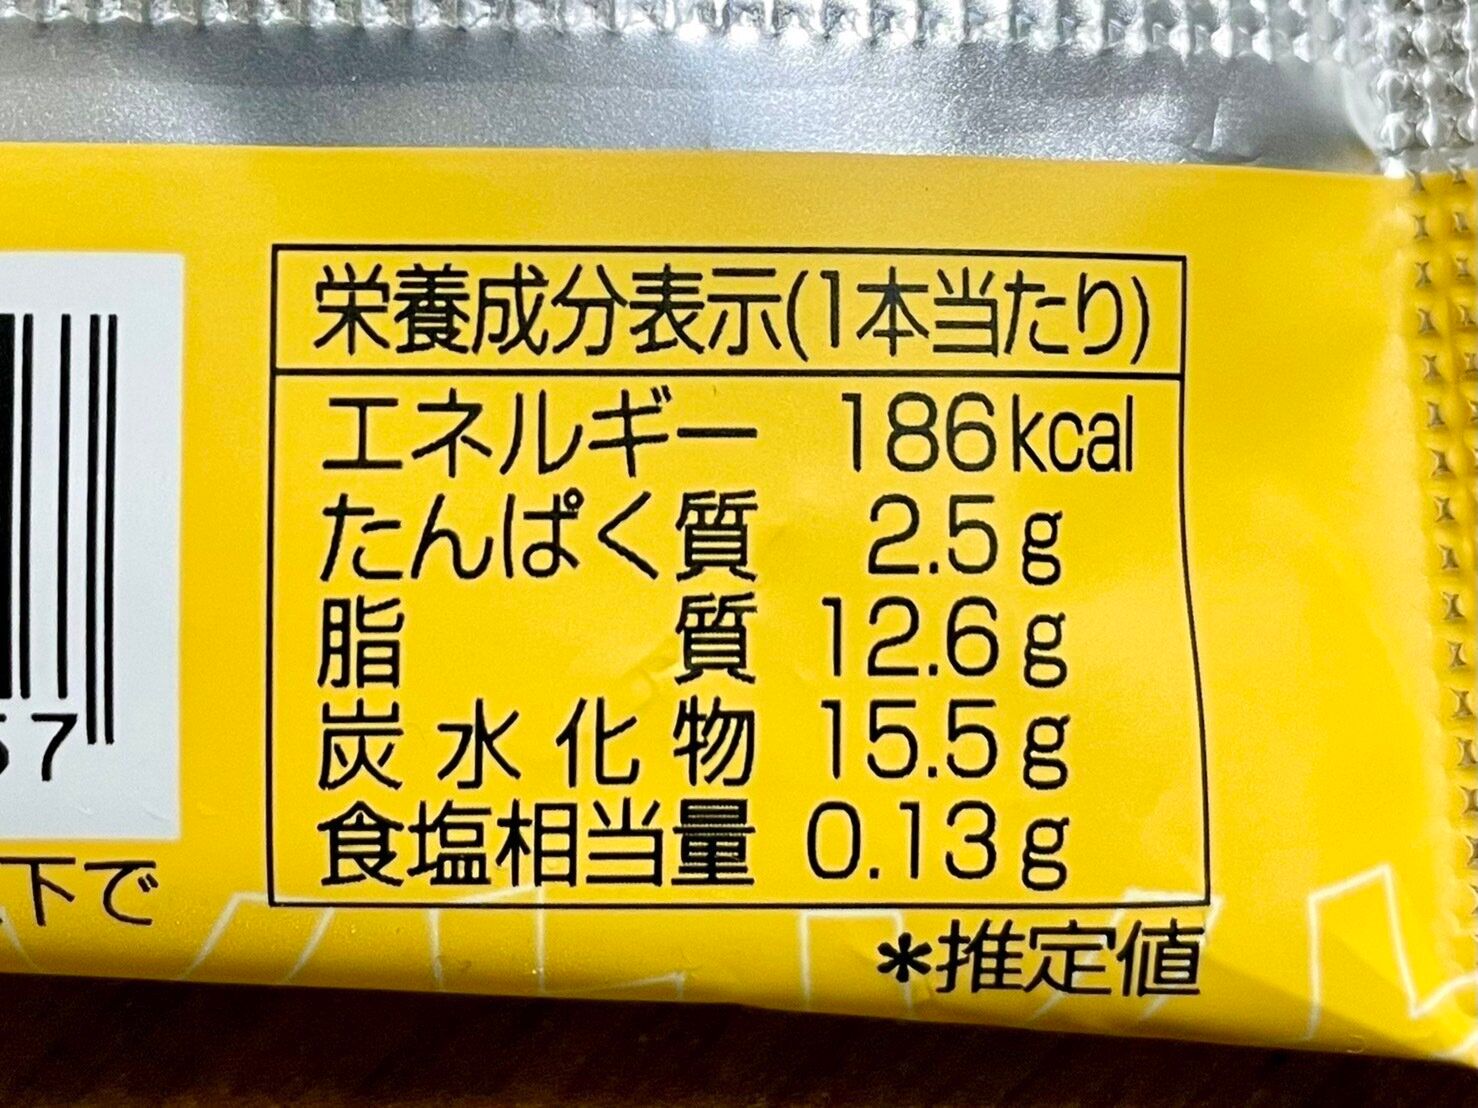 栄養成分表示(1本当たり)
エネルギー 186kcal
たんぱく質 2.5g
脂質 12.6g
炭水化物 15.5g
食塩相当量 0.13g
*推定値
57
下で